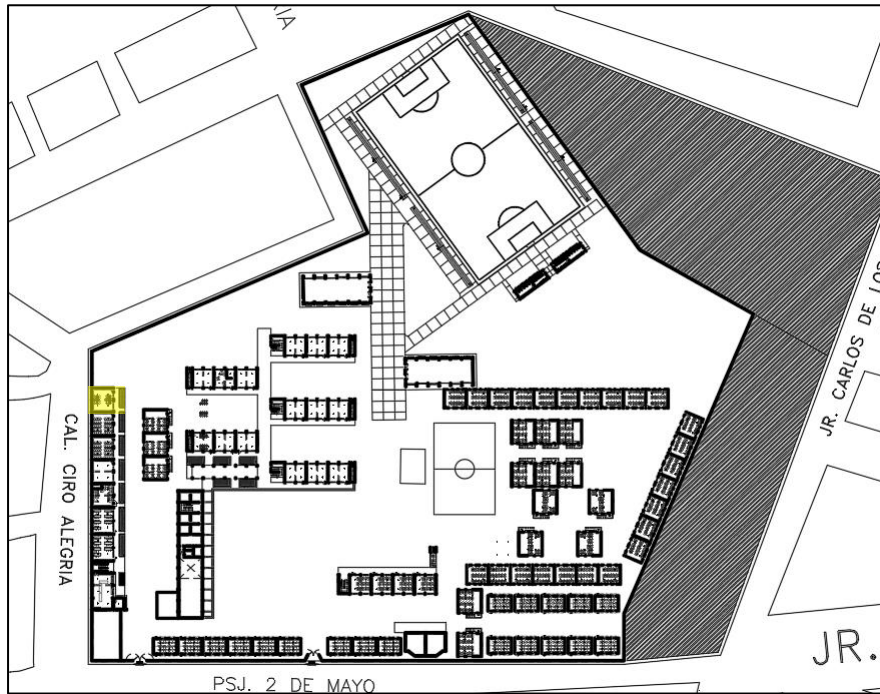 CAL. CIRO ALEGRIA
JR. CARLOS DE LOS
PSJ. 2 DE MAYO
JR.